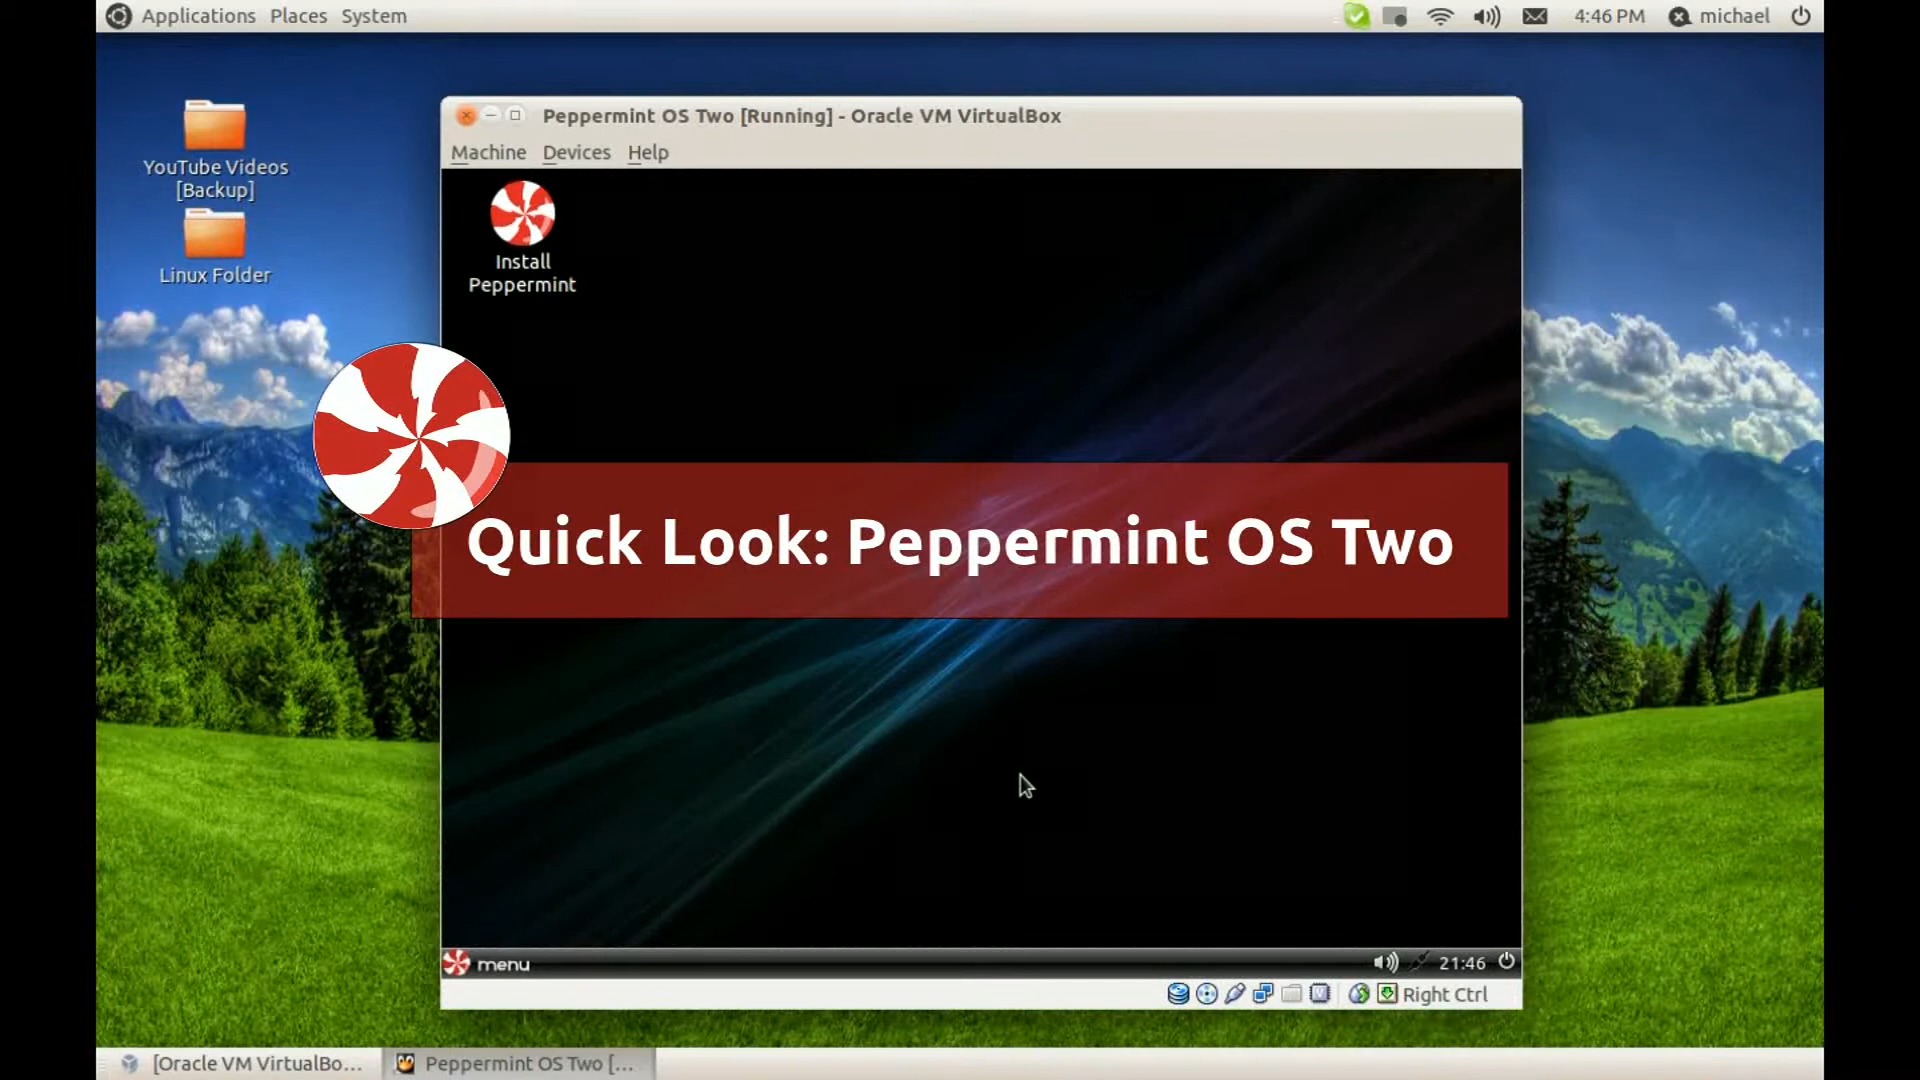 Applications Places System
4:46 PM michael
YouTube Videos
[Backup]
Linux Folder
Peppermint OS Two [Running] - Oracle VM VirtualBox
Machine Devices Help
Install
Peppermint
Quick Look: Peppermint OS Two
menu
21:46
Right Ctrl
[Oracle VM VirtualBo...
Peppermint OS Two [...